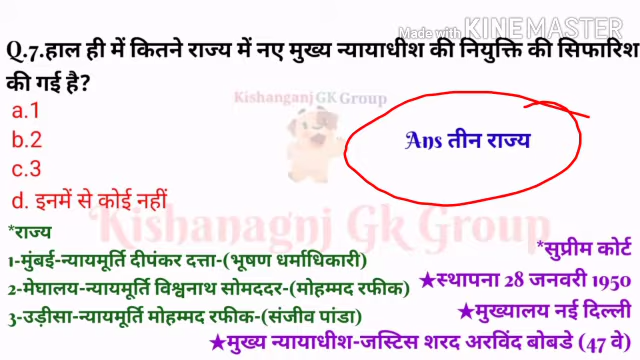 Made with KINEMASTER
Q.7.हाल ही में कितने राज्य में नए मुख्य न्यायाधीश की नियुक्ति की सिफारिश
की गई है?
Kishanganj GK Group
a.1
b.2
Ans तीन राज्य
c.3
d. इनमें से कोई नहीं
Kishanagnj Gk Group
*राज्य
*सुप्रीम कोर्ट
1-मुंबई-न्यायमूर्ति दीपंकर दत्ता-(भूषण धर्माधिकारी)
★स्थापना 28 जनवरी 1950
2-मेघालय-न्यायमूर्ति विश्वनाथ सोमददर-(मोहम्मद रफीक)
★मुख्यालय नई दिल्ली
3-उड़ीसा-न्यायमूर्ति मोहम्मद रफीक-(संजीव पांडा)
★मुख्य न्यायाधीश-जस्टिस शरद अरविंद बोबडे (47 वे)